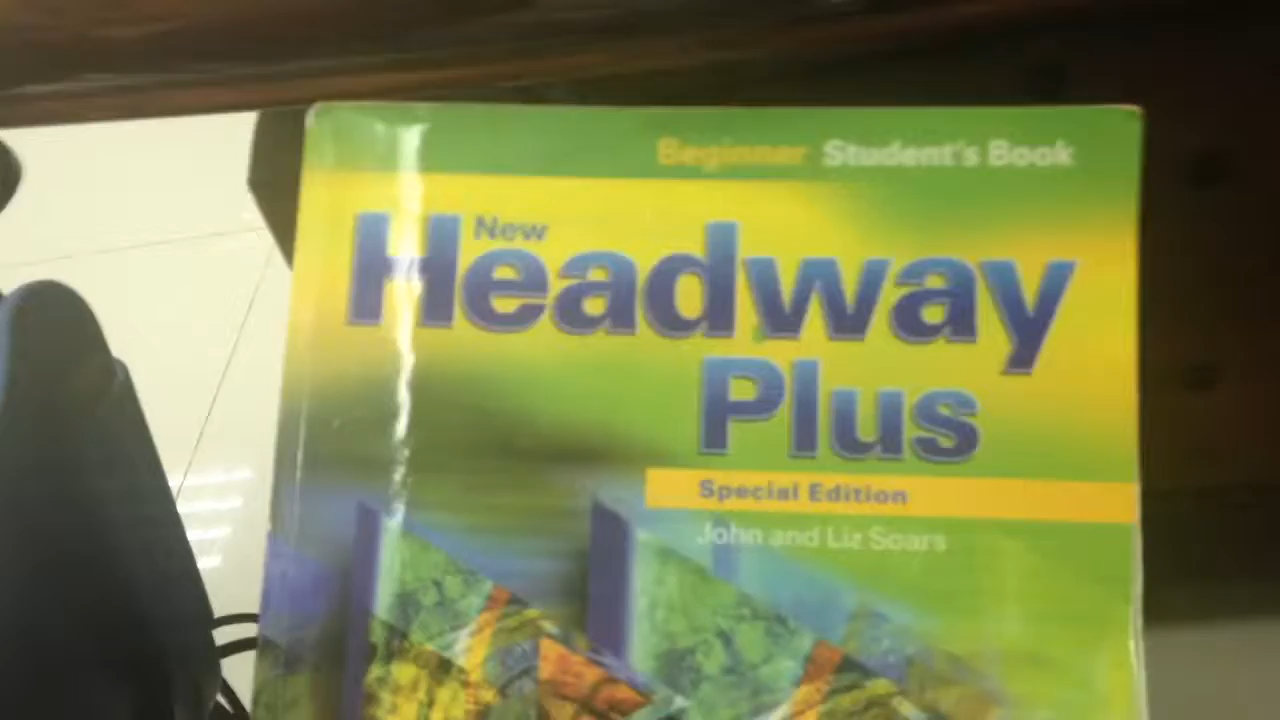 Beginner Student's Book
New
Headway
Plus
Special Edition
John and Liz Soars